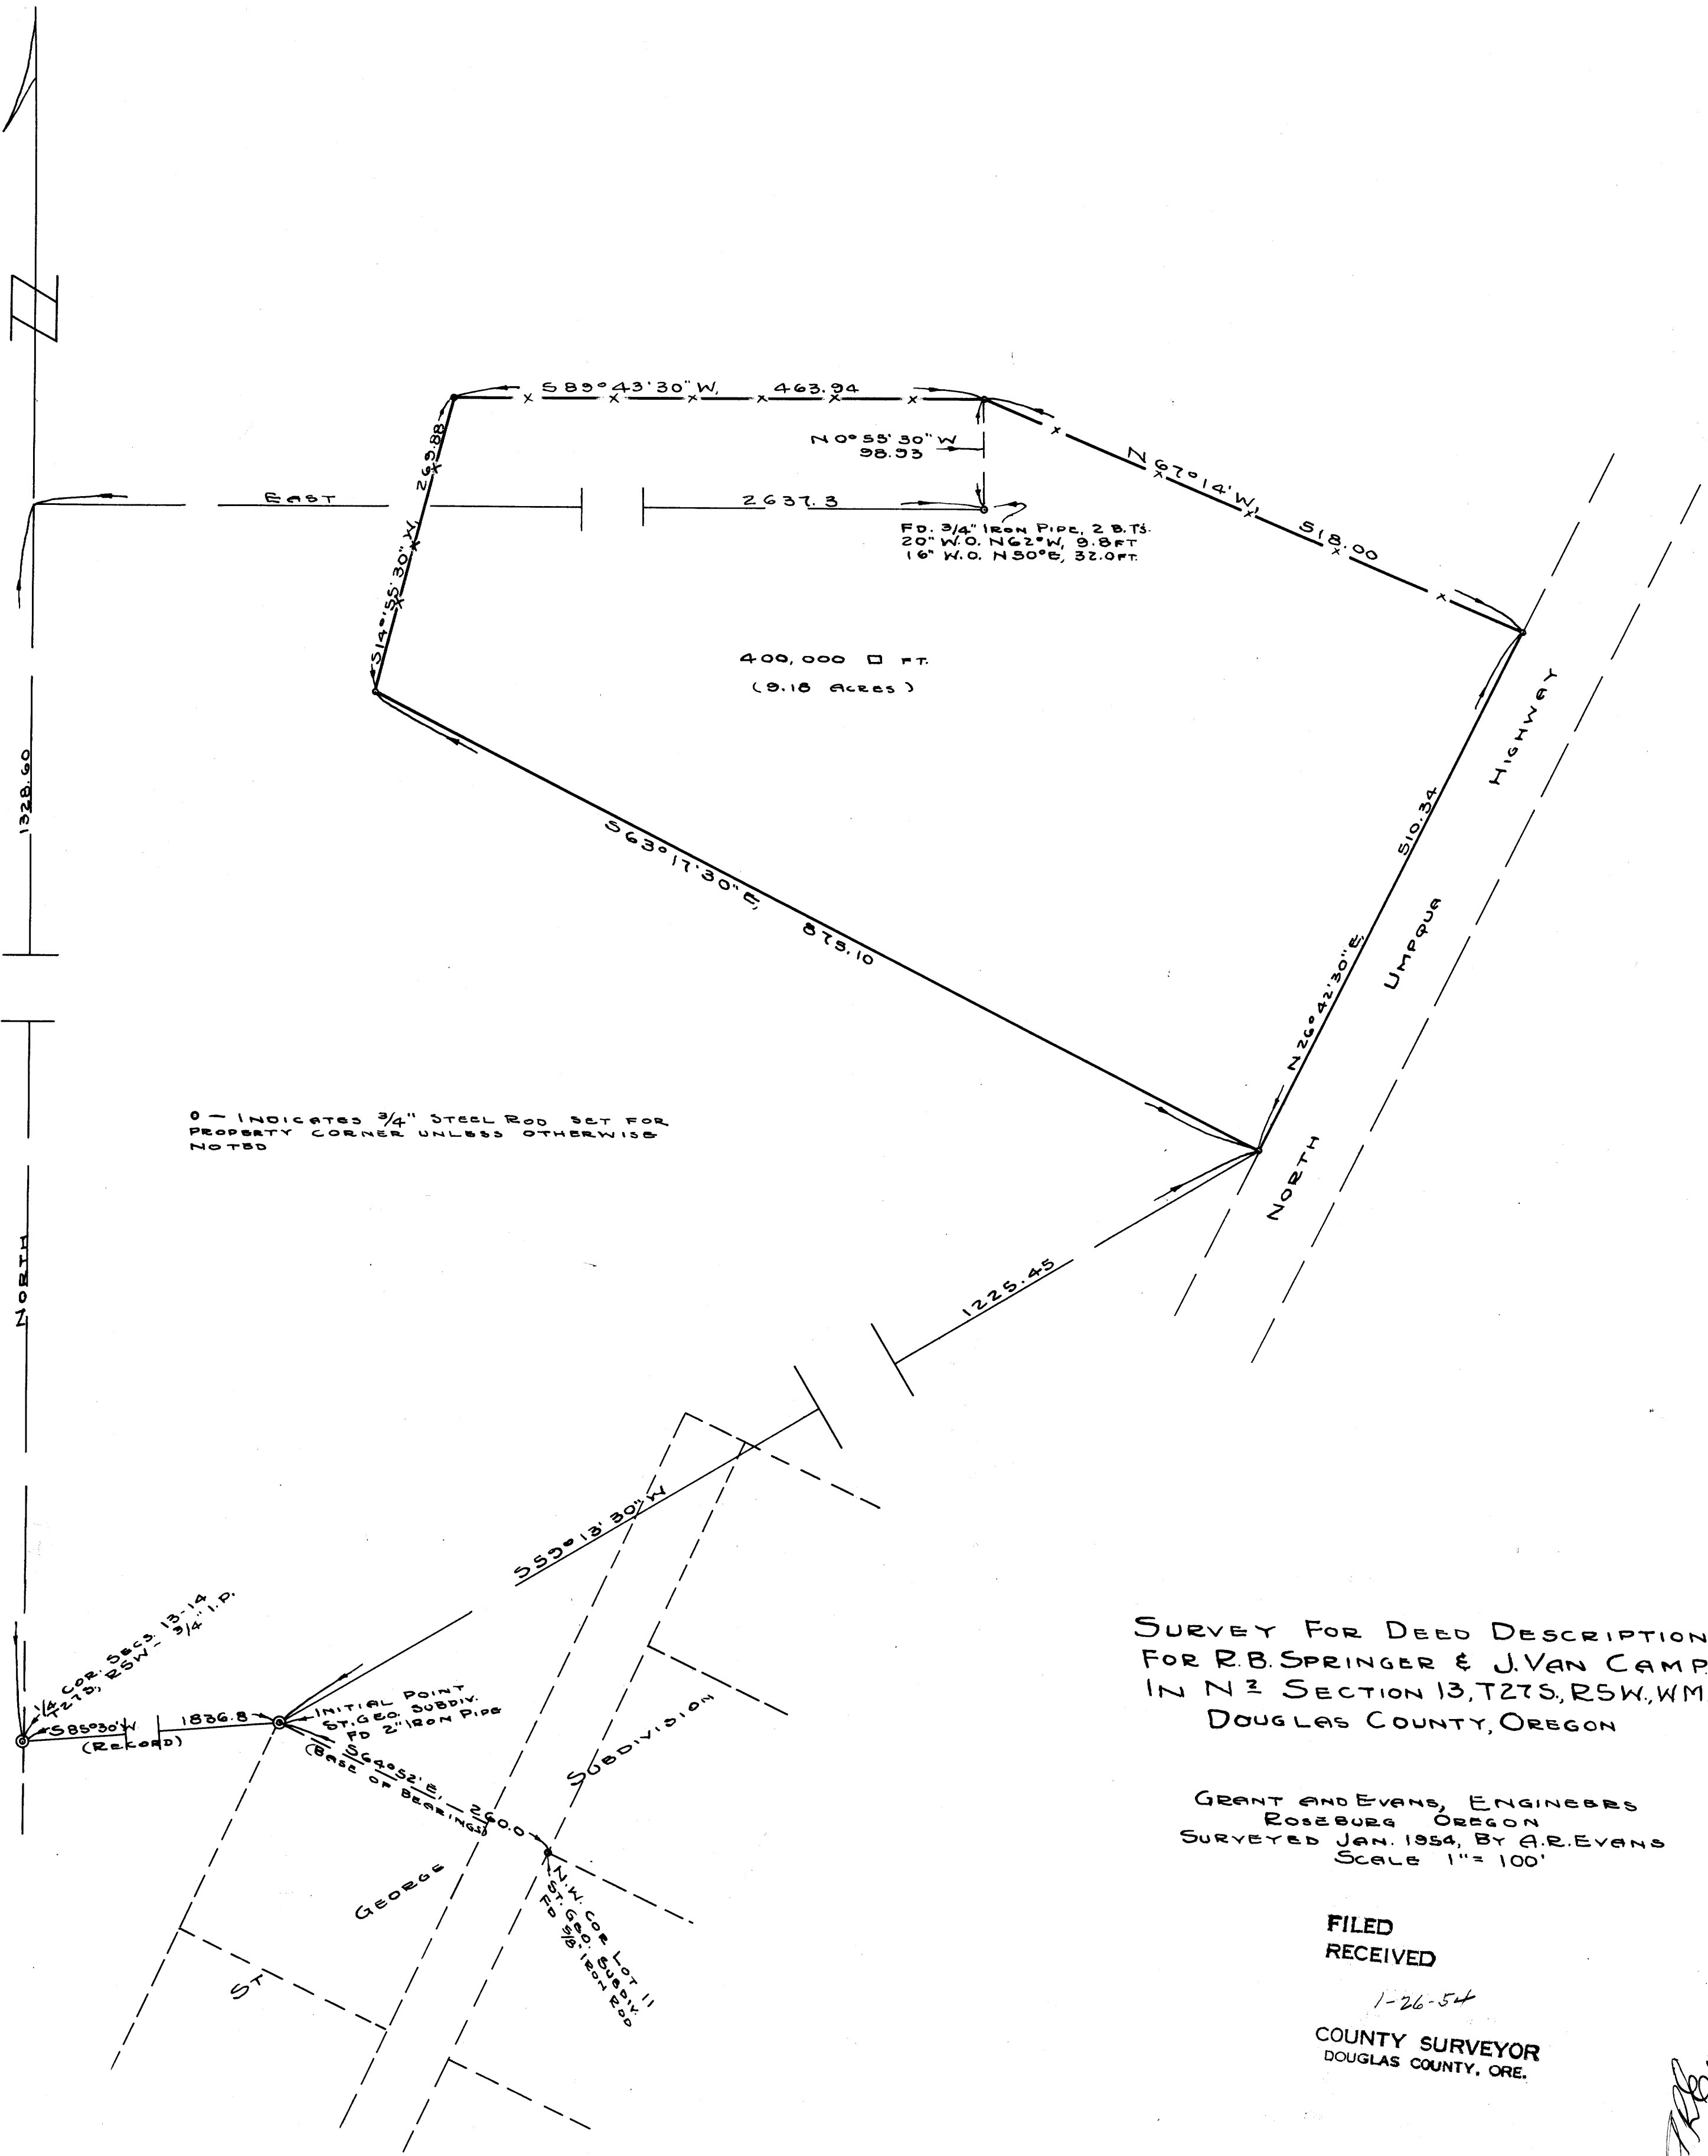 S 89° 43' 30" W, 463.94
269.88
S 14° 55' 30" W,
N 0° 55' 30" W
98.93
N 67° 14' W, 518.00
EAST 2637.3
FD. 3/4" IRON PIPE, 2 B.T'S.
20" W.O. N62°W, 9.8FT
16" W.O. N50°E, 32.0FT.
400,000 □ FT.
(9.18 ACRES)
1328.60
NORTH
S 63° 17' 30" E, 875.10
N 26° 42' 30" E, 510.34
NORTH UMPQUA HIGHWAY
O — INDICATES 3/4" STEEL ROD SET FOR
PROPERTY CORNER UNLESS OTHERWISE
NOTED
S 59° 13' 30" W 1225.45
1/4 COR. SECS. 13-14
T27S, R5W - 3/4" I.P.
S 85° 30' W 1836.8
(RECORD)
INITIAL POINT
ST. GEO. SUBDIV.
FD 2" IRON PIPE
S 64° 52' E, 260.0
(BASE OF BEARINGS)
N.W. COR LOT 11
ST. GEO. SUBDIV.
FD 5/8" IRON ROD
ST GEORGE SUBDIVISION
SURVEY FOR DEED DESCRIPTION
FOR R.B. SPRINGER & J. VAN CAMP
IN N ½ SECTION 13, T27S., R5W., WM
DOUGLAS COUNTY, OREGON
GRANT AND EVANS, ENGINEERS
ROSEBURG OREGON
SURVEYED JAN. 1954, BY A.R. EVANS
SCALE 1" = 100'
FILED
RECEIVED
1-26-54
COUNTY SURVEYOR
DOUGLAS COUNTY, ORE.